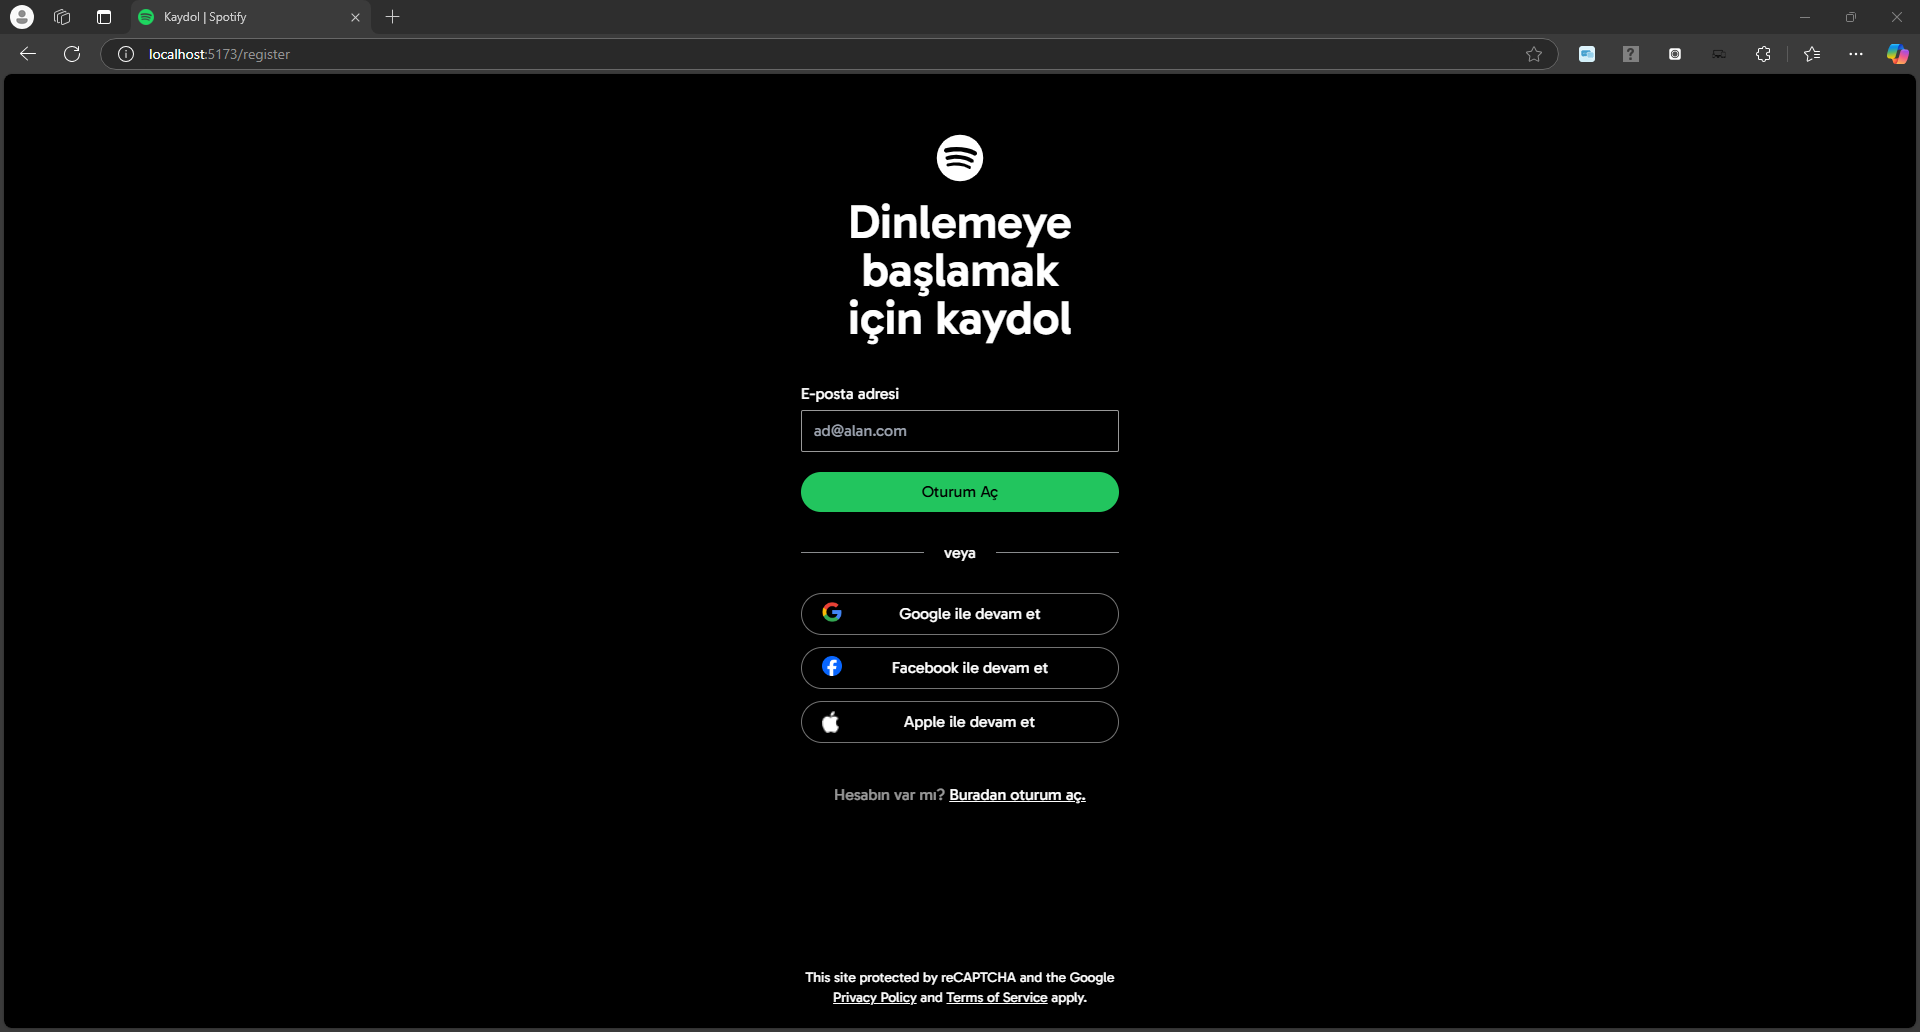 Kaydol | Spotify
localhost:5173/register
Dinlemeye
başlamak
için kaydol
E-posta adresi
ad@alan.com
Oturum Aç
veya
Google ile devam et
Facebook ile devam et
Apple ile devam et
Hesabın var mı? Buradan oturum aç.
This site protected by reCAPTCHA and the Google
Privacy Policy and Terms of Service apply.